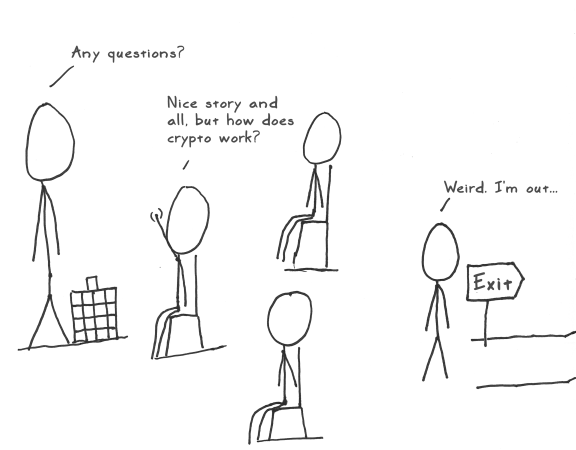 Any questions?
Nice story and
all, but how does
crypto work?
Weird. I'm out...
Exit